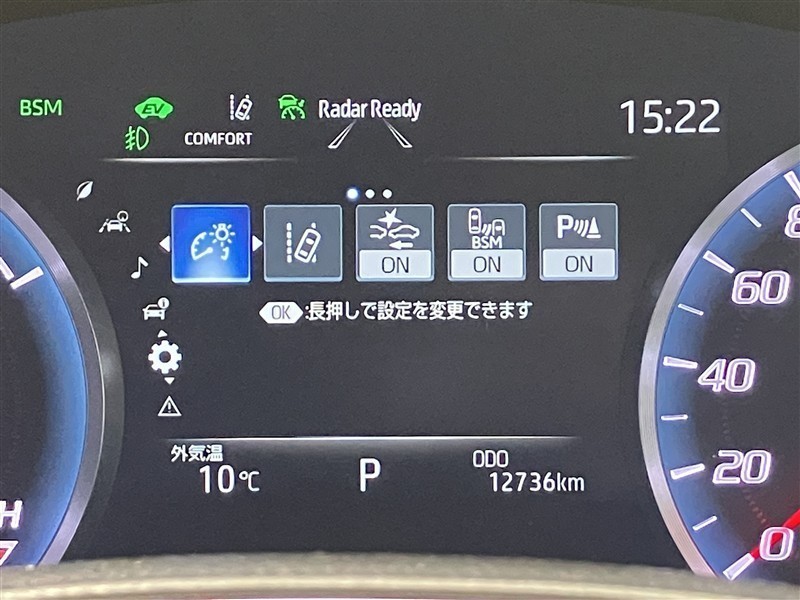 BSM
EV
Radar Ready
15:22
COMFORT
BSM
P
ON
ON
ON
OK :長押しで設定を変更できます
80
60
40
20
0
外気温
10℃
P
ODO
12736km
H